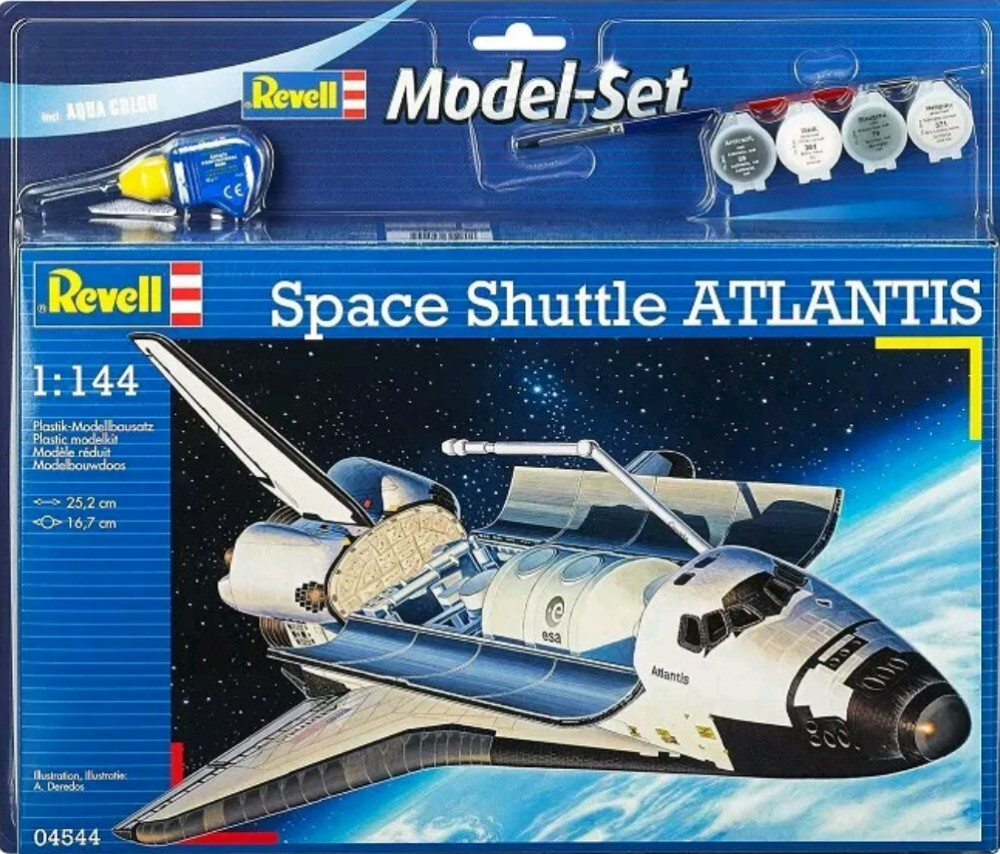 incl. AQUA COLOR
Revell
Model-Set
CE
Revell
Space Shuttle ATLANTIS
1:144
Plastik-Modellbausatz
Plastic modelkit
Modèle réduit
Modelbouwdoos
25,2 cm
16,7 cm
esa
Atlantis
Illustration, Illustratie:
A. Deredos
04544